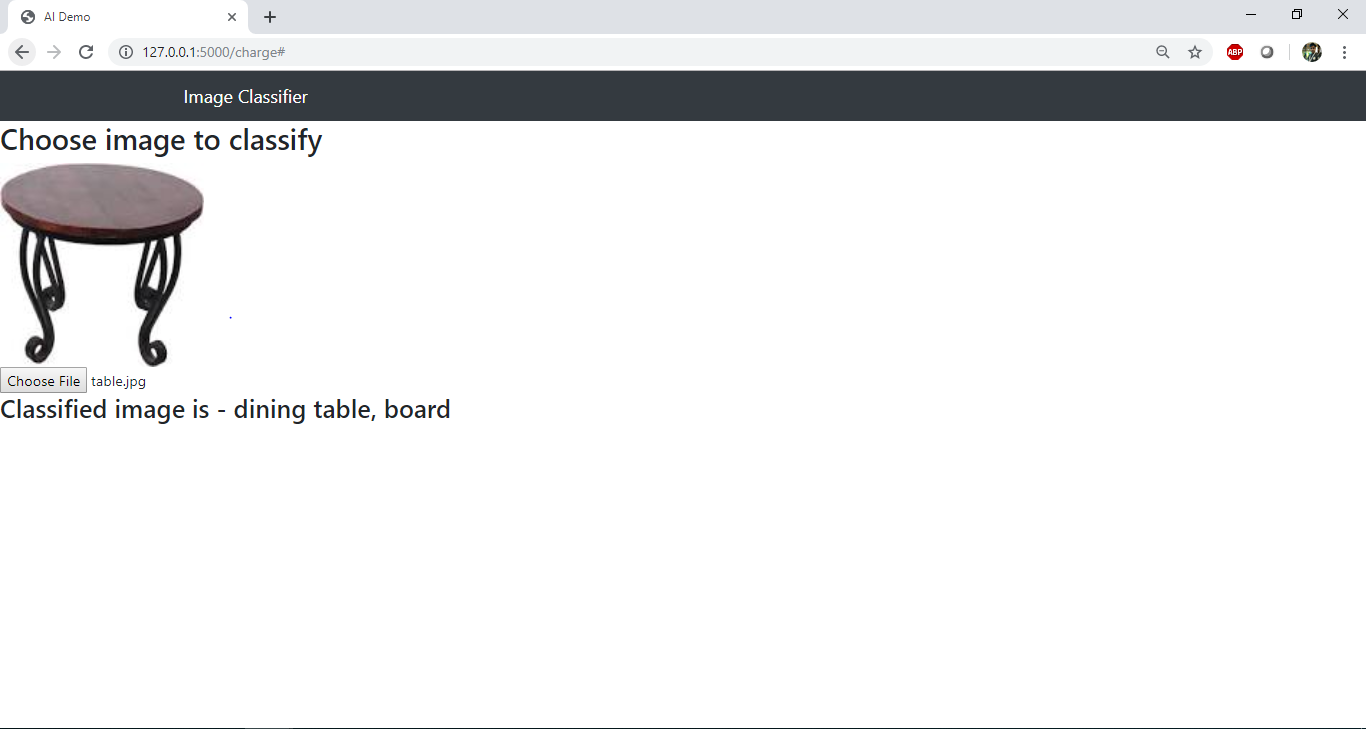 AI Demo
127.0.0.1:5000/charge#
ABP
Image Classifier
Choose image to classify
Choose File table.jpg
Classified image is - dining table, board